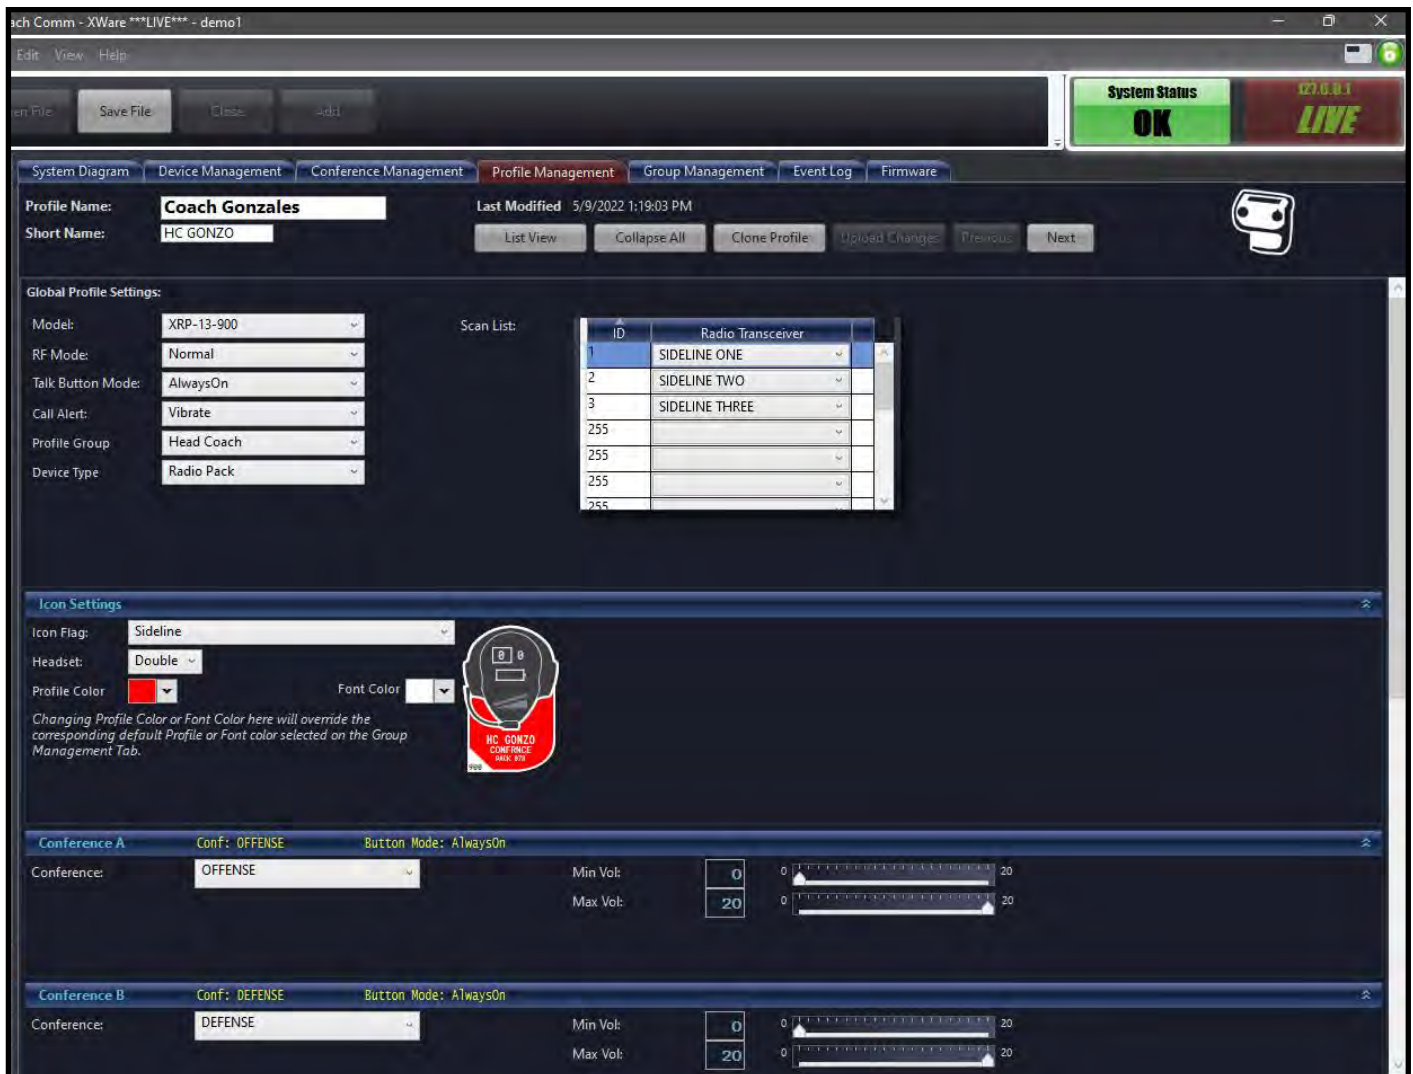 ach Comm - XWare ***LIVE*** - demo1
Edit View Help
en File Save File Close Add
System Status
OK
127.0.0.1
LIVE
System Diagram Device Management Conference Management Profile Management Group Management Event Log Firmware
Profile Name: Coach Gonzales Last Modified 5/9/2022 1:19:03 PM
Short Name: HC GONZO
List View Collapse All Clone Profile Upload Changes Previous Next
Global Profile Settings:
Model: XRP-13-900
RF Mode: Normal
Talk Button Mode: AlwaysOn
Call Alert: Vibrate
Profile Group Head Coach
Device Type Radio Pack
Scan List:
ID Radio Transceiver
1 SIDELINE ONE
2 SIDELINE TWO
3 SIDELINE THREE
255
255
255
255
Icon Settings
Icon Flag: Sideline
Headset: Double
Profile Color Font Color
Changing Profile Color or Font Color here will override the
corresponding default Profile or Font color selected on the Group
Management Tab.
0 0
HC GONZO
CONFRNCE
900
Conference A Conf: OFFENSE Button Mode: AlwaysOn
Conference: OFFENSE Min Vol: 0 0 20
Max Vol: 20 0 20
Conference B Conf: DEFENSE Button Mode: AlwaysOn
Conference: DEFENSE Min Vol: 0 0 20
Max Vol: 20 0 20